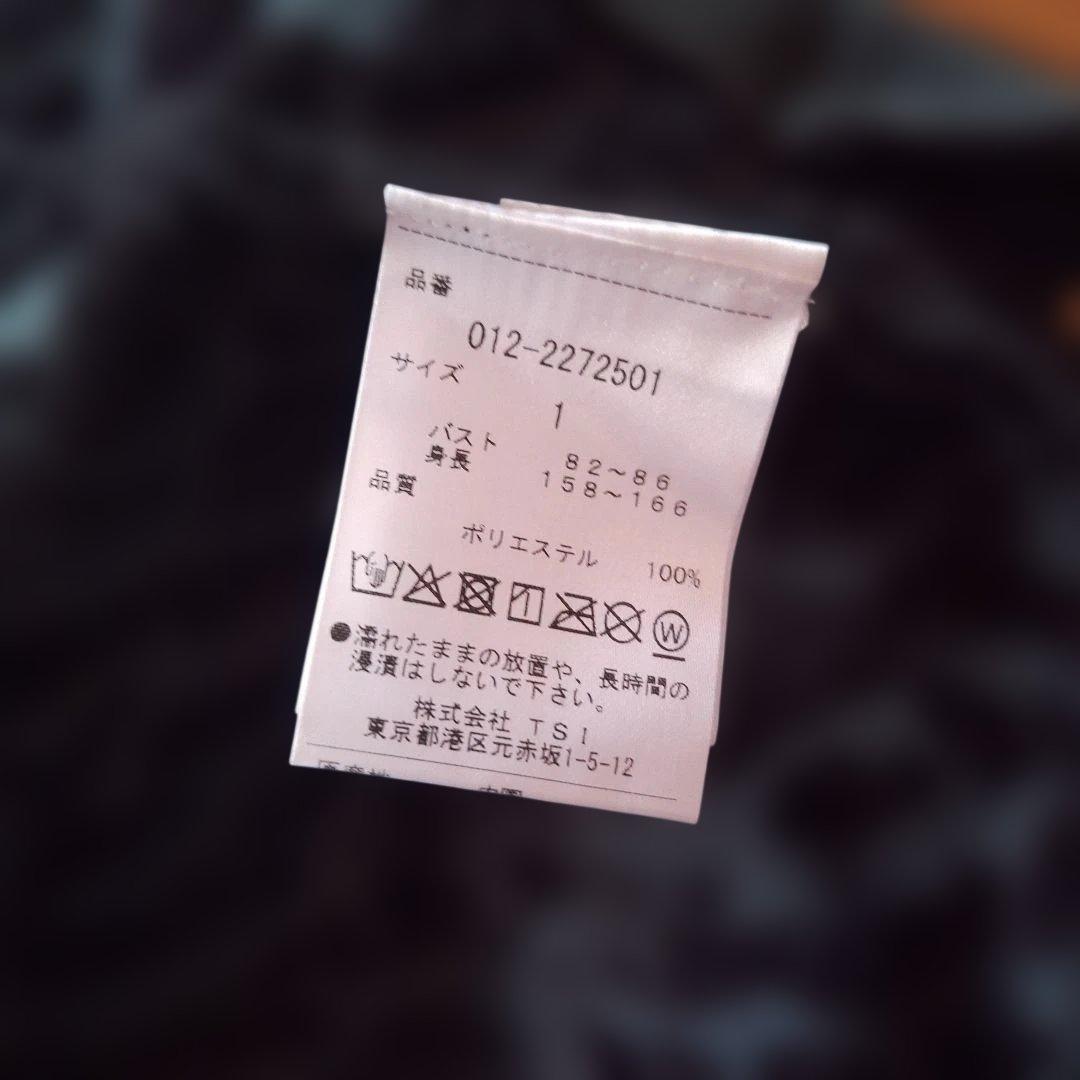 品番
012-2272501
サイズ
1
バスト 82~86
身長 158~166
品質
ポリエステル 100%
W
●濡れたままの放置や、長時間の
浸漬はしないで下さい。
株式会社 TSI
東京都港区元赤坂1-5-12